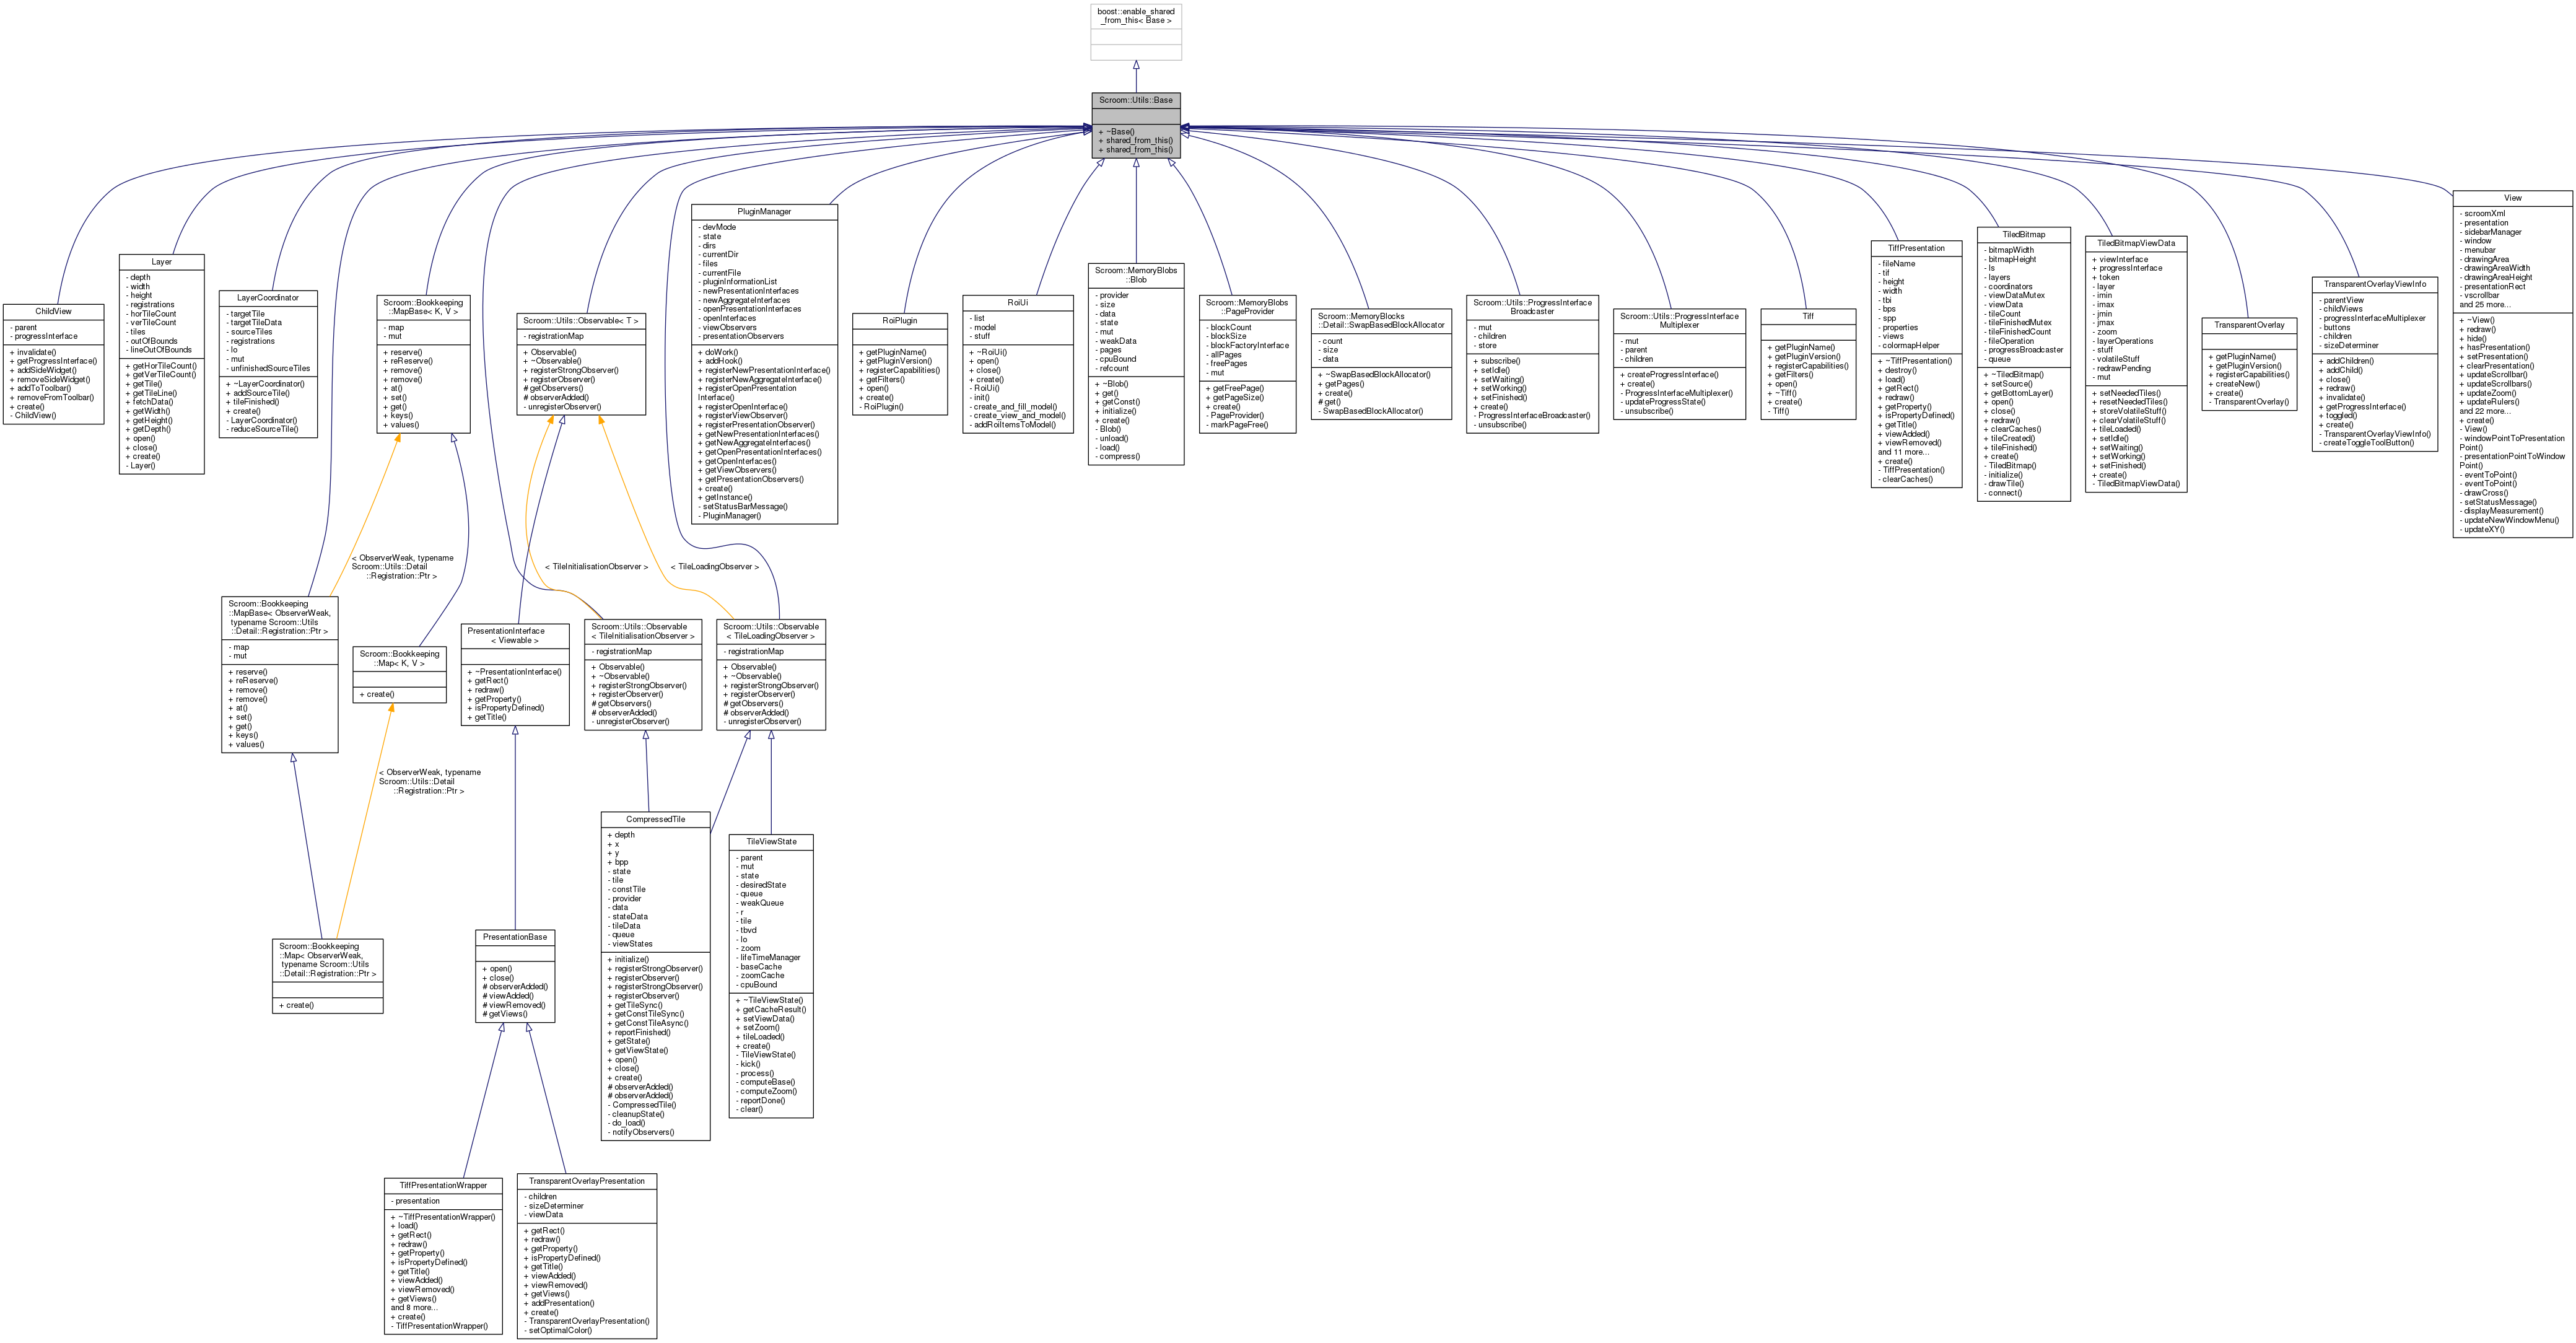 boost::enable_shared
_from_this< Base >
Scroom::Utils::Base
+ ~Base()
+ shared_from_this()
+ shared_from_this()
ChildView
- parent
- progressInterface
+ invalidate()
+ getProgressInterface()
+ addSideWidget()
+ removeSideWidget()
+ addToToolbar()
+ removeFromToolbar()
+ create()
- ChildView()
Layer
- depth
- width
- height
- registrations
- horTileCount
- verTileCount
- tiles
- outOfBounds
- lineOutOfBounds
+ getHorTileCount()
+ getVerTileCount()
+ getTile()
+ getTileLine()
+ fetchData()
+ getWidth()
+ getHeight()
+ getDepth()
+ open()
+ close()
+ create()
- Layer()
LayerCoordinator
- targetTile
- targetTileData
- sourceTiles
- registrations
- lo
- mut
- unfinishedSourceTiles
+ ~LayerCoordinator()
+ addSourceTile()
+ tileFinished()
+ create()
- LayerCoordinator()
- reduceSourceTile()
Scroom::Bookkeeping
::MapBase< K, V >
- map
- mut
+ reserve()
+ reReserve()
+ remove()
+ remove()
+ at()
+ set()
+ get()
+ keys()
+ values()
Scroom::Utils::Observable< T >
- registrationMap
+ Observable()
+ ~Observable()
+ registerStrongObserver()
+ registerObserver()
# getObservers()
# observerAdded()
- unregisterObserver()
PluginManager
- devMode
- state
- dirs
- currentDir
- files
- currentFile
- pluginInformationList
- newPresentationInterfaces
- newAggregateInterfaces
- openPresentationInterfaces
- openInterfaces
- viewObservers
- presentationObservers
+ doWork()
+ addHook()
+ registerNewPresentationInterface()
+ registerNewAggregateInterface()
+ registerOpenPresentation
Interface()
+ registerOpenInterface()
+ registerViewObserver()
+ registerPresentationObserver()
+ getNewPresentationInterfaces()
+ getNewAggregateInterfaces()
+ getOpenPresentationInterfaces()
+ getOpenInterfaces()
+ getViewObservers()
+ getPresentationObservers()
+ create()
+ getInstance()
- setStatusBarMessage()
- PluginManager()
RoiPlugin
+ getPluginName()
+ getPluginVersion()
+ registerCapabilities()
+ getFilters()
+ open()
+ create()
- RoiPlugin()
RoiUi
- list
- model
- stuff
+ ~RoiUi()
+ open()
+ close()
+ create()
- RoiUi()
- init()
- create_and_fill_model()
- create_view_and_model()
- addRoiItemsToModel()
Scroom::MemoryBlobs
::Blob
- provider
- size
- data
- state
- mut
- weakData
- pages
- cpuBound
- refcount
+ ~Blob()
+ get()
+ getConst()
+ initialize()
+ create()
- Blob()
- unload()
- load()
- compress()
Scroom::MemoryBlobs
::PageProvider
- blockCount
- blockSize
- blockFactoryInterface
- allPages
- freePages
- mut
+ getFreePage()
+ getPageSize()
+ create()
- PageProvider()
- markPageFree()
Scroom::MemoryBlocks
::Detail::SwapBasedBlockAllocator
- count
- size
- data
+ ~SwapBasedBlockAllocator()
+ getPages()
+ create()
# get()
- SwapBasedBlockAllocator()
Scroom::Utils::ProgressInterface
Broadcaster
- mut
- children
- store
+ subscribe()
+ setIdle()
+ setWaiting()
+ setWorking()
+ setFinished()
+ create()
- ProgressInterfaceBroadcaster()
- unsubscribe()
Scroom::Utils::ProgressInterface
Multiplexer
- mut
- parent
- children
+ createProgressInterface()
+ create()
- ProgressInterfaceMultiplexer()
- updateProgressState()
- unsubscribe()
Tiff
+ getPluginName()
+ getPluginVersion()
+ registerCapabilities()
+ getFilters()
+ open()
+ ~Tiff()
+ create()
- Tiff()
TiffPresentation
- fileName
- tif
- height
- width
- tbi
- bps
- spp
- properties
- views
- colormapHelper
+ ~TiffPresentation()
+ destroy()
+ load()
+ getRect()
+ redraw()
+ getProperty()
+ isPropertyDefined()
+ getTitle()
+ viewAdded()
+ viewRemoved()
and 11 more...
+ create()
- TiffPresentation()
- clearCaches()
TiledBitmap
- bitmapWidth
- bitmapHeight
- ls
- layers
- coordinators
- viewDataMutex
- viewData
- tileCount
- tileFinishedMutex
- tileFinishedCount
- fileOperation
- progressBroadcaster
- queue
+ ~TiledBitmap()
+ setSource()
+ getBottomLayer()
+ open()
+ close()
+ redraw()
+ clearCaches()
+ tileCreated()
+ tileFinished()
+ create()
- TiledBitmap()
- initialize()
- drawTile()
- connect()
TiledBitmapViewData
+ viewInterface
+ progressInterface
+ token
- layer
- imin
- imax
- jmin
- jmax
- zoom
- layerOperations
- stuff
- volatileStuff
- redrawPending
- mut
+ setNeededTiles()
+ resetNeededTiles()
+ storeVolatileStuff()
+ clearVolatileStuff()
+ tileLoaded()
+ setIdle()
+ setWaiting()
+ setWorking()
+ setFinished()
+ create()
- TiledBitmapViewData()
TransparentOverlay
+ getPluginName()
+ getPluginVersion()
+ registerCapabilities()
+ createNew()
+ create()
- TransparentOverlay()
TransparentOverlayViewInfo
- parentView
- childViews
- progressInterfaceMultiplexer
- buttons
- children
- sizeDeterminer
+ addChildren()
+ addChild()
+ close()
+ redraw()
+ invalidate()
+ getProgressInterface()
+ toggled()
+ create()
- TransparentOverlayViewInfo()
- createToggleToolButton()
View
- scroomXml
- presentation
- sidebarManager
- window
- menubar
- drawingArea
- drawingAreaWidth
- drawingAreaHeight
- presentationRect
- vscrollbar
and 25 more...
+ ~View()
+ redraw()
+ hide()
+ hasPresentation()
+ setPresentation()
+ clearPresentation()
+ updateScrollbar()
+ updateScrollbars()
+ updateZoom()
+ updateRulers()
and 22 more...
+ create()
- View()
- windowPointToPresentation
Point()
- presentationPointToWindow
Point()
- eventToPoint()
- eventToPoint()
- drawCross()
- setStatusMessage()
- displayMeasurement()
- updateNewWindowMenu()
- updateXY()
< ObserverWeak, typename
Scroom::Utils::Detail
::Registration::Ptr >
< TileInitialisationObserver >
< TileLoadingObserver >
Scroom::Bookkeeping
::MapBase< ObserverWeak,
typename Scroom::Utils
::Detail::Registration::Ptr >
- map
- mut
+ reserve()
+ reReserve()
+ remove()
+ remove()
+ at()
+ set()
+ get()
+ keys()
+ values()
Scroom::Bookkeeping
::Map< K, V >
+ create()
PresentationInterface
< Viewable >
+ ~PresentationInterface()
+ getRect()
+ redraw()
+ getProperty()
+ isPropertyDefined()
+ getTitle()
Scroom::Utils::Observable
< TileInitialisationObserver >
- registrationMap
+ Observable()
+ ~Observable()
+ registerStrongObserver()
+ registerObserver()
# getObservers()
# observerAdded()
- unregisterObserver()
Scroom::Utils::Observable
< TileLoadingObserver >
- registrationMap
+ Observable()
+ ~Observable()
+ registerStrongObserver()
+ registerObserver()
# getObservers()
# observerAdded()
- unregisterObserver()
< ObserverWeak, typename
Scroom::Utils::Detail
::Registration::Ptr >
CompressedTile
+ depth
+ x
+ y
+ bpp
- state
- tile
- constTile
- provider
- data
- stateData
- tileData
- queue
- viewStates
+ initialize()
+ registerStrongObserver()
+ registerObserver()
+ registerStrongObserver()
+ registerObserver()
+ getTileSync()
+ getConstTileSync()
+ getConstTileAsync()
+ reportFinished()
+ getState()
+ getViewState()
+ open()
+ close()
+ create()
# observerAdded()
# observerAdded()
- CompressedTile()
- cleanupState()
- do_load()
- notifyObservers()
TileViewState
- parent
- mut
- state
- desiredState
- queue
- weakQueue
- r
- tile
- tbvd
- lo
- zoom
- lifeTimeManager
- baseCache
- zoomCache
- cpuBound
+ ~TileViewState()
+ getCacheResult()
+ setViewData()
+ setZoom()
+ tileLoaded()
+ create()
- TileViewState()
- kick()
- process()
- computeBase()
- computeZoom()
- reportDone()
- clear()
Scroom::Bookkeeping
::Map< ObserverWeak,
typename Scroom::Utils
::Detail::Registration::Ptr >
+ create()
PresentationBase
+ open()
+ close()
# observerAdded()
# viewAdded()
# viewRemoved()
# getViews()
TiffPresentationWrapper
- presentation
+ ~TiffPresentationWrapper()
+ load()
+ getRect()
+ redraw()
+ getProperty()
+ isPropertyDefined()
+ getTitle()
+ viewAdded()
+ viewRemoved()
+ getViews()
and 8 more...
+ create()
- TiffPresentationWrapper()
TransparentOverlayPresentation
- children
- sizeDeterminer
- viewData
+ getRect()
+ redraw()
+ getProperty()
+ isPropertyDefined()
+ getTitle()
+ viewAdded()
+ viewRemoved()
+ getViews()
+ addPresentation()
+ create()
- TransparentOverlayPresentation()
- setOptimalColor()